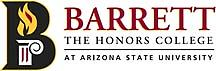 BARRETT
THE HONORS COLLEGE
AT ARIZONA STATE UNIVERSITY